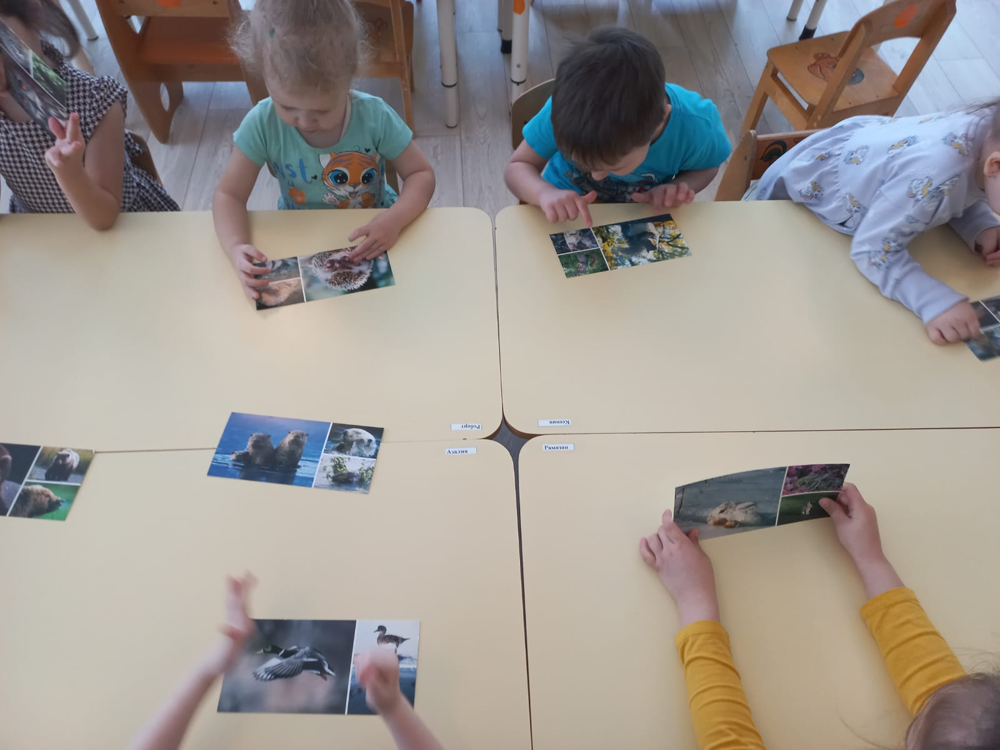 Роберт
Ксения
Азалия
Рамазан